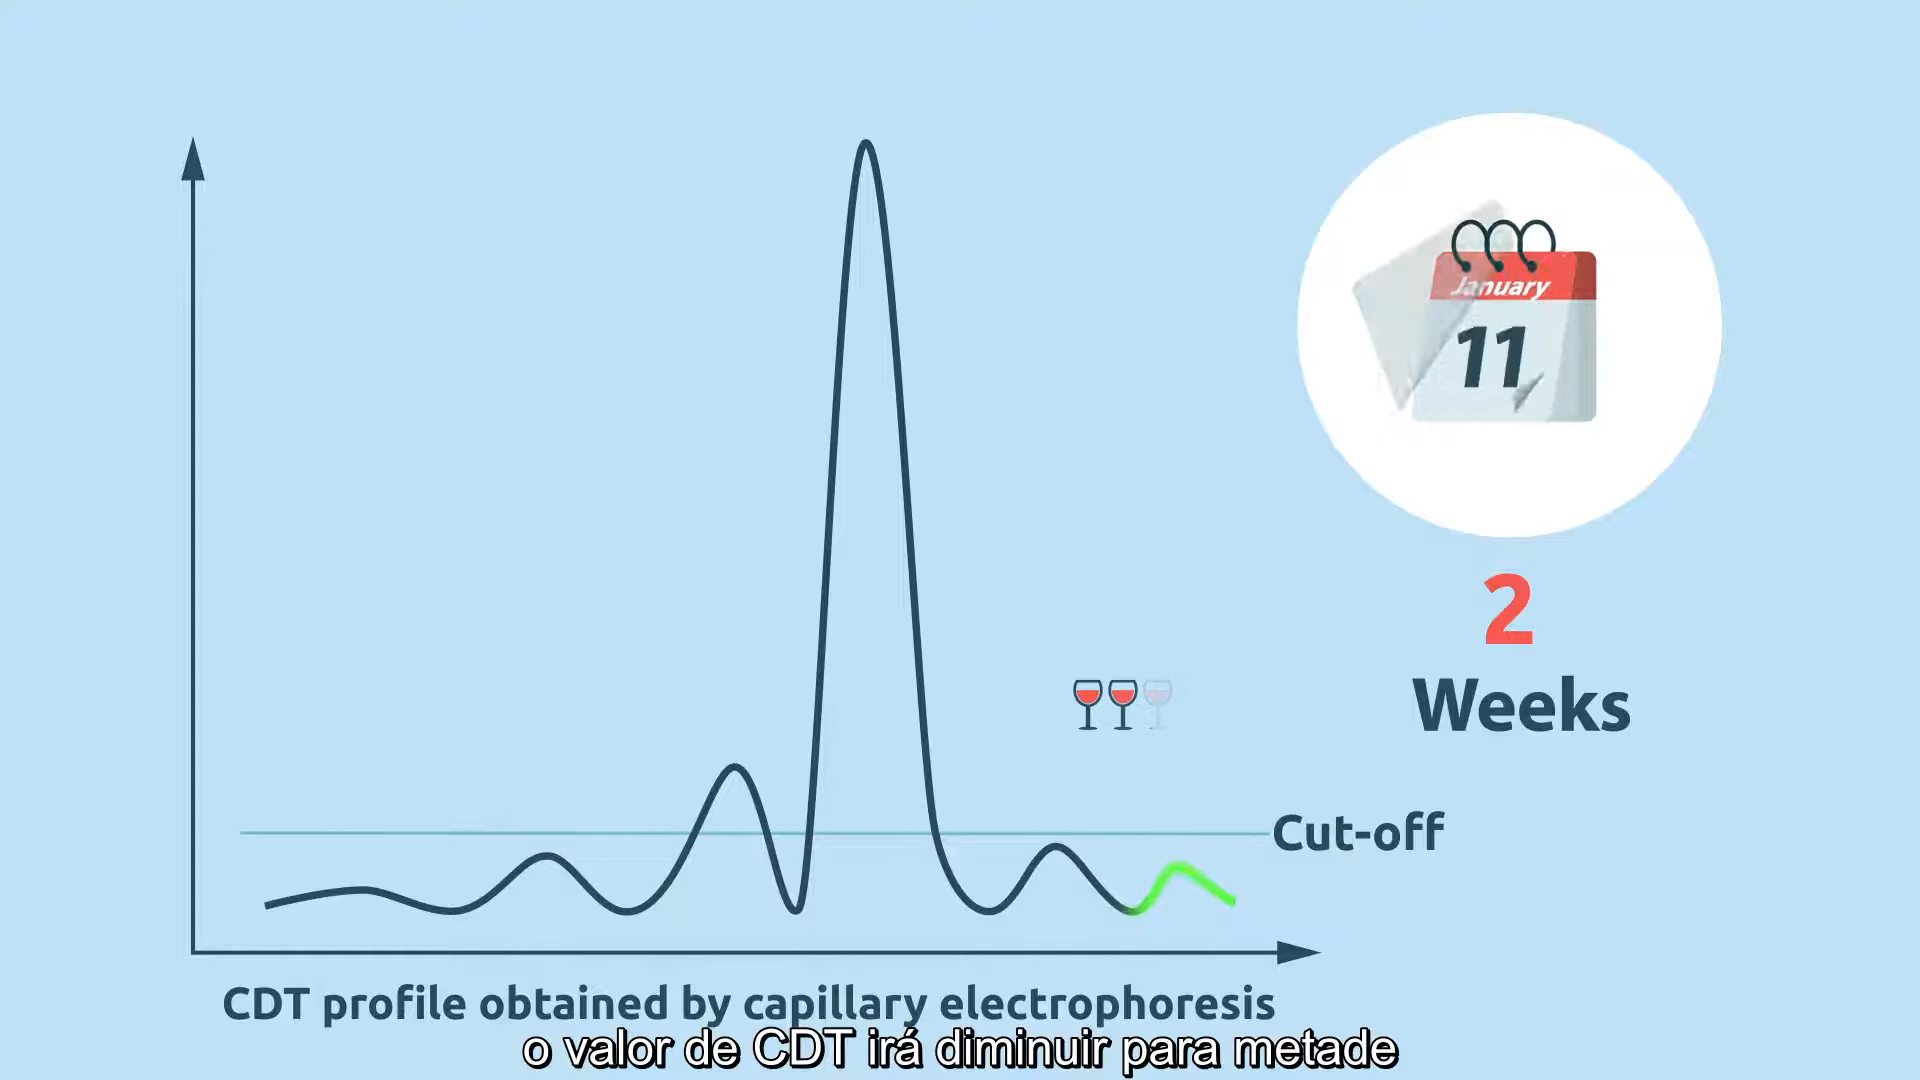 January
11
2
Weeks
Cut-off
CDT profile obtained by capillary electrophoresis
o valor de CDT irá diminuir para metade